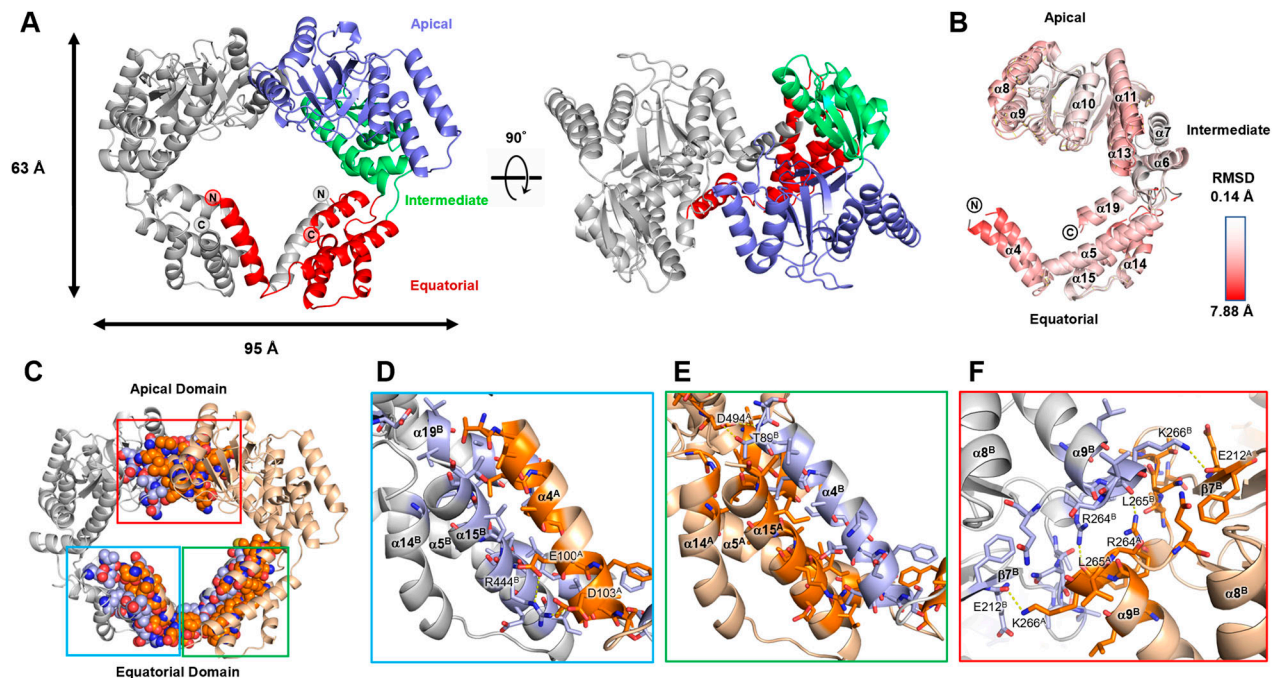 A
Apical
63 Å
N
N
C
C
Intermediate
Equatorial
95 Å
90°
B
Apical
α8
α9
α10
α11
α7
Intermediate
α13
α6
RMSD
0.14 Å
α19
N
C
α4
α5
α14
α15
7.88 Å
Equatorial
C
Apical Domain
Equatorial Domain
D
α19ᴮ
α4ᴬ
α14ᴮ
α5ᴮ
α15ᴮ
E100ᴬ
R444ᴮ
D103ᴬ
E
D494ᴬ
T89ᴮ
α4ᴮ
α14ᴬ
α5ᴬ
α15ᴬ
F
K266ᴮ
α9ᴮ
E212ᴬ
α8ᴮ
β7ᴮ
L265ᴮ
R264ᴮ
R264ᴬ
L265ᴬ
β7ᴮ
α8ᴮ
E212ᴮ
α9ᴮ
K266ᴬ